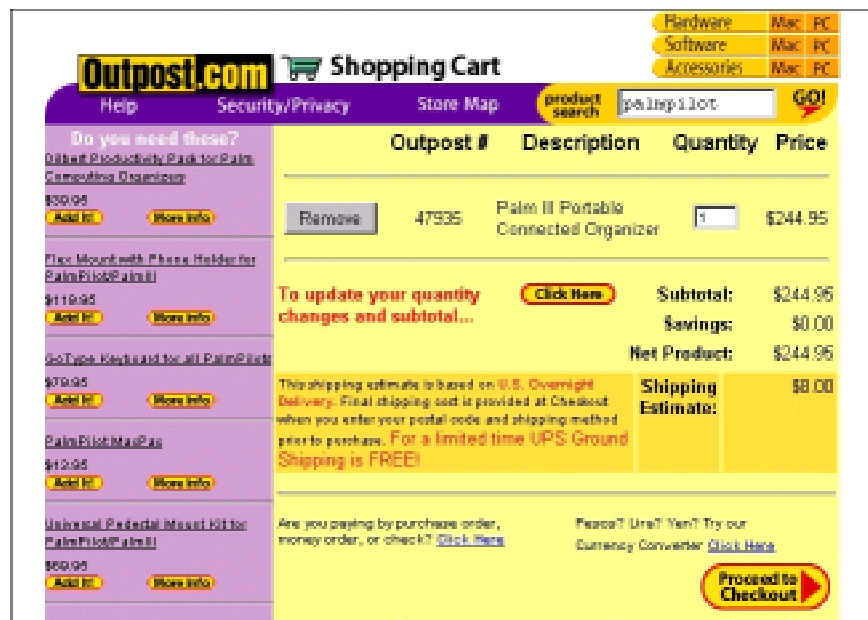 Hardware Mac PC
Software Mac PC
Accessories Mac PC
Outpost.com Shopping Cart
Help Security/Privacy Store Map product search palmpilot GO!
Do you need these?
Dilbert Productivity Pack for Palm
Computing Organizers
$39.95
Add It! More Info
Flex Mount with Phone Holder for
PalmPilot/PalmIII
$119.95
Add It! More Info
GoType Keyboard for all PalmPilots
$79.95
Add It! More Info
PalmPilot MacPac
Add It! More Info
Universal Pedestal Mount Kit for
PalmPilot/PalmIII
$69.95
Add It! More Info
Outpost # Description Quantity Price
Remove 47935 Palm III Portable
Connected Organizer 1 $244.95
To update your quantity
changes and subtotal...
Click Here
Subtotal: $244.95
Savings: $0.00
Net Product: $244.95
This shipping estimate is based on U.S. Overnight
Delivery. Final shipping cost is provided at Checkout
when you enter your postal code and shipping method
prior to purchase. For a limited time UPS Ground
Shipping is FREE!
Shipping
Estimate:
$8.00
Are you paying by purchase order,
money order, or check? Click Here
Pesos? Lira? Yen? Try our
Currency Converter Click Here
Proceed to
Checkout